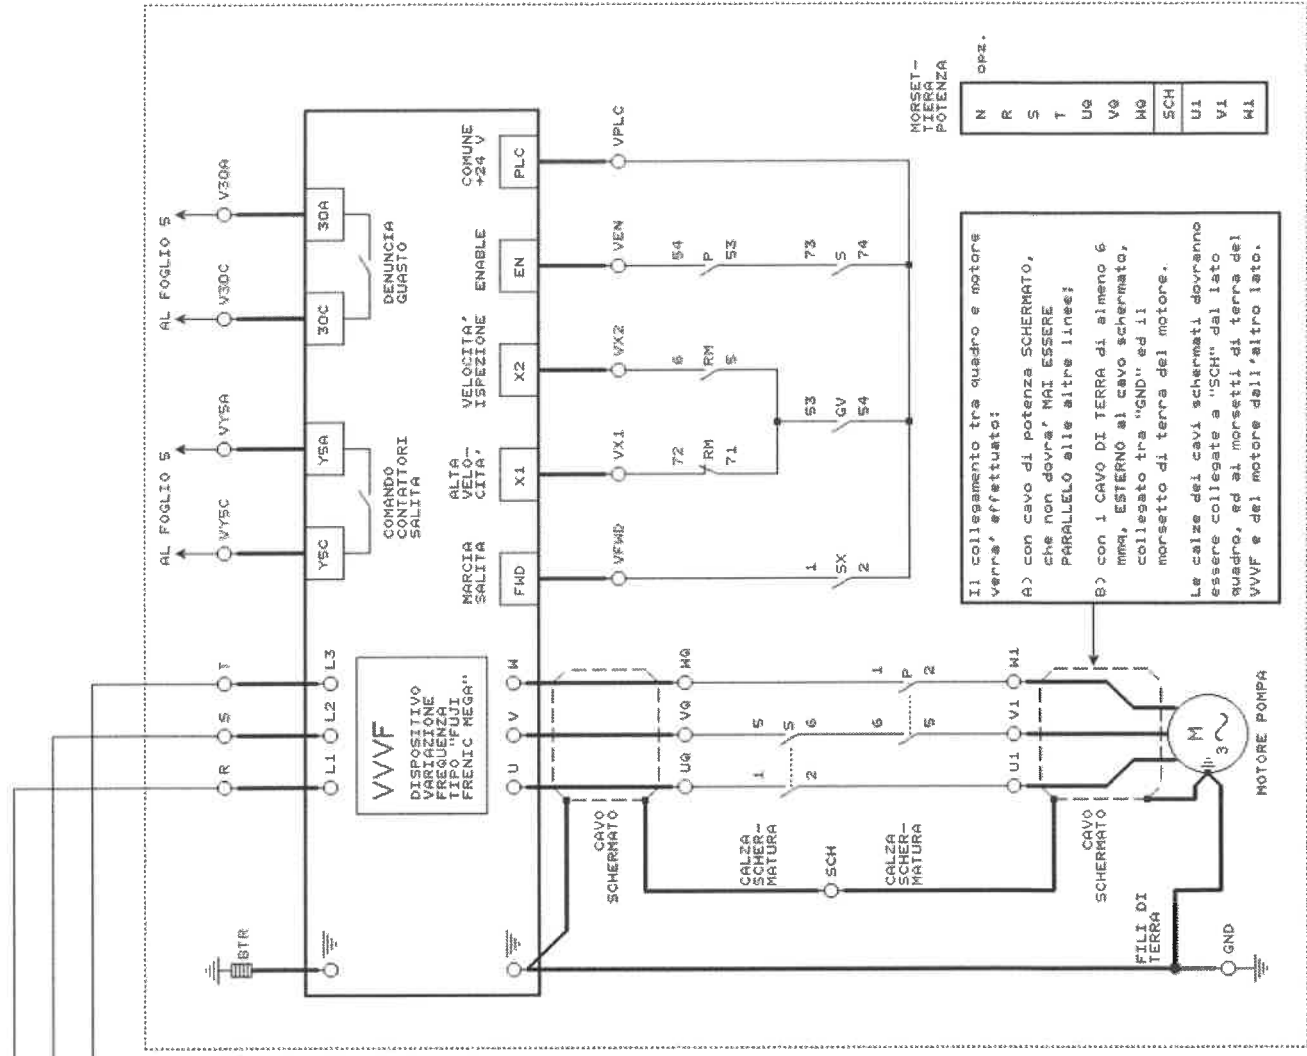 AL FOGLIO 5
AL FOGLIO 5
BTR
R
S
T
VY5C
VY5A
V30C
V30A
L1
L2
L3
Y5C
Y5A
30C
30A
VVVF
DISPOSITIVO
VARIAZIONE
FREQUENZA
TIPO "FUJI
FRENIC MEGA"
COMANDO
CONTATTORI
SALITA
DENUNCIA
GUASTO
MARCIA
SALITA
ALTA
VELO-
CITA'
VELOCITA'
ISPEZIONE
ENABLE
COMUNE
+24 V
U
V
W
FWD
X1
X2
EN
PLC
CAVO
SCHERMATO
VFWD
VX1
VX2
VEN
VPLC
UQ
VQ
WQ
72
RM
71
6
RM
5
54
P
53
CALZA
SCHER-
MATURA
1
2
5
S
6
1
SX
2
53
GV
54
73
S
74
SCH
CALZA
SCHER-
MATURA
6
5
1
P
2
U1
V1
W1
CAVO
SCHERMATO
FILI DI
TERRA
GND
M
3
MOTORE POMPA
MORSET-
TIERA
POTENZA
N opz.
R
S
T
UQ
VQ
WQ
SCH
U1
V1
W1
Il collegamento tra quadro e motore
verra' effettuato:
A) con cavo di potenza SCHERMATO,
che non dovra' MAI ESSERE
PARALLELO alle altre linee;
B) con 1 CAVO DI TERRA di almeno 6
mmq, ESTERNO al cavo schermato,
collegato tra "GND" ed il
morsetto di terra del motore.
Le calze dei cavi schermati dovranno
essere collegate a "SCH" dal lato
quadro, ed ai morsetti di terra del
VVVF e del motore dall'altro lato.